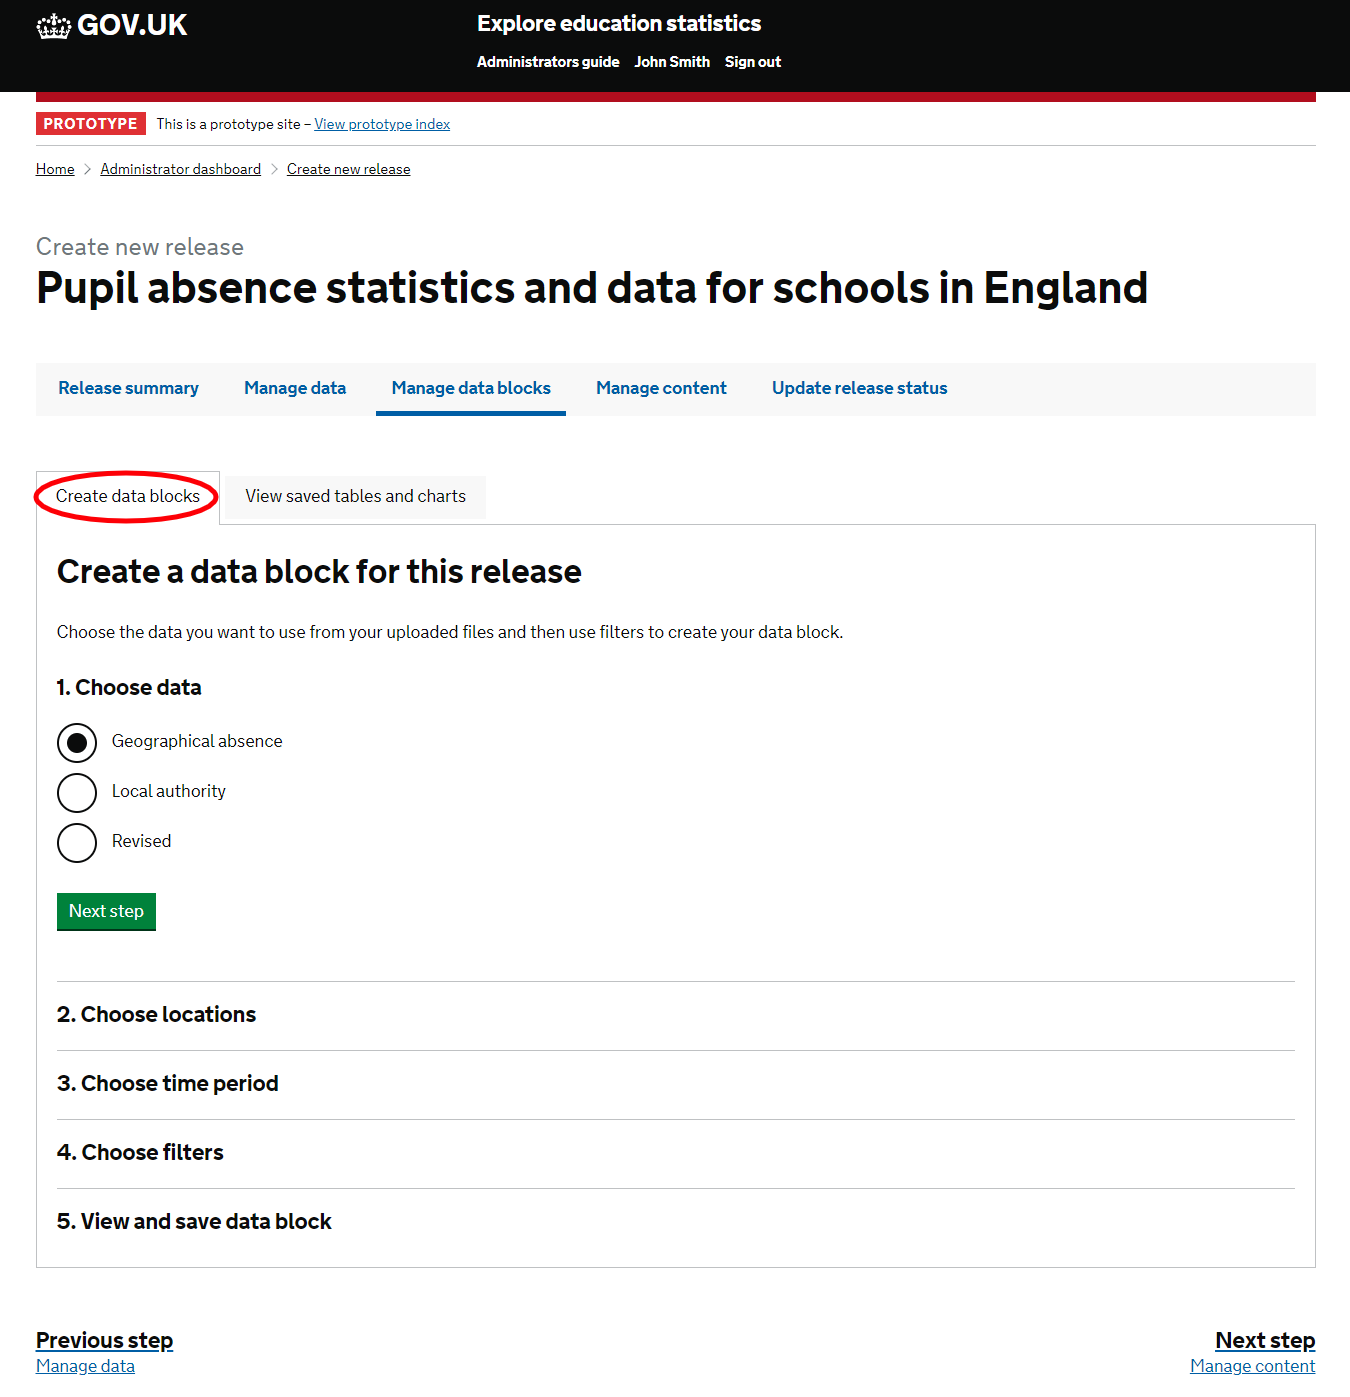 GOV.UK
Explore education statistics
Administrators guide John Smith Sign out
PROTOTYPE This is a prototype site – View prototype index
Home > Administrator dashboard > Create new release
Create new release
Pupil absence statistics and data for schools in England
Release summary Manage data Manage data blocks Manage content Update release status
Create data blocks View saved tables and charts
Create a data block for this release
Choose the data you want to use from your uploaded files and then use filters to create your data block.
1. Choose data
Geographical absence
Local authority
Revised
Next step
2. Choose locations
3. Choose time period
4. Choose filters
5. View and save data block
Previous step Next step
Manage data Manage content